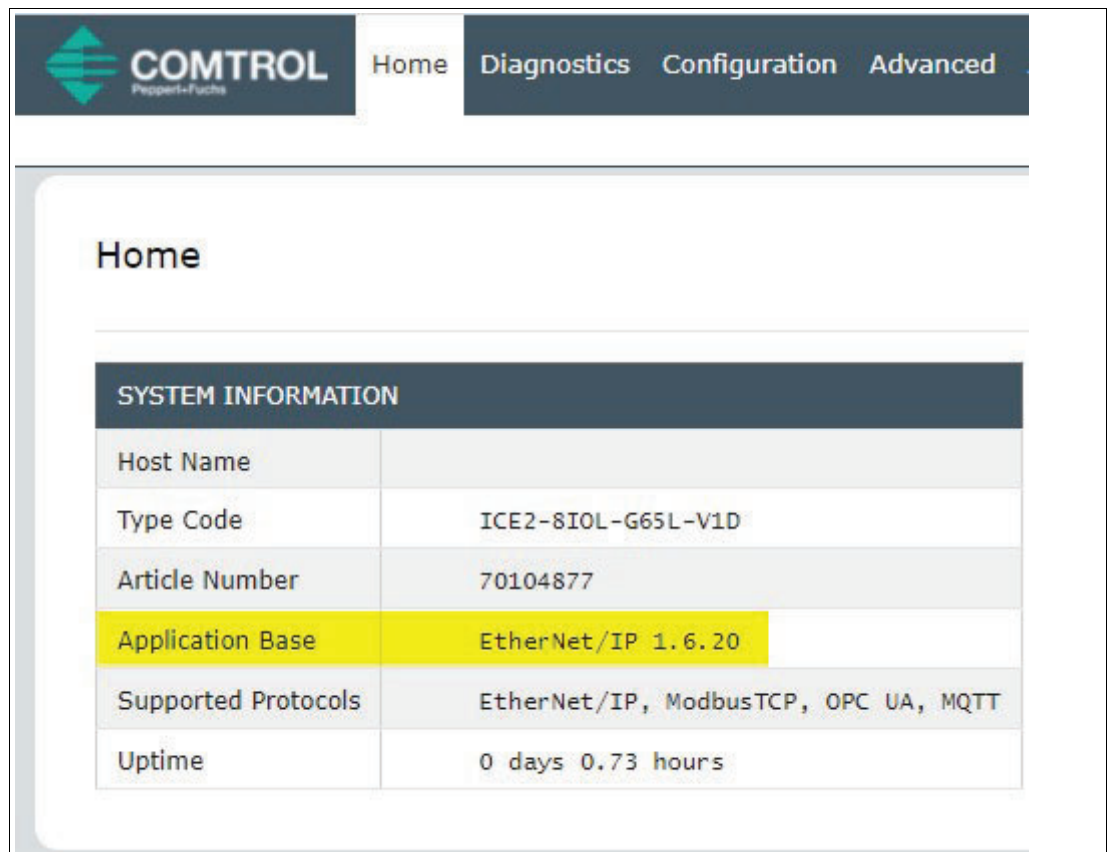 COMTROL
Pepperl+Fuchs
Home Diagnostics Configuration Advanced
Home
SYSTEM INFORMATION
Host Name
Type Code ICE2-8IOL-G65L-V1D
Article Number 70104877
Application Base EtherNet/IP 1.6.20
Supported Protocols EtherNet/IP, ModbusTCP, OPC UA, MQTT
Uptime 0 days 0.73 hours